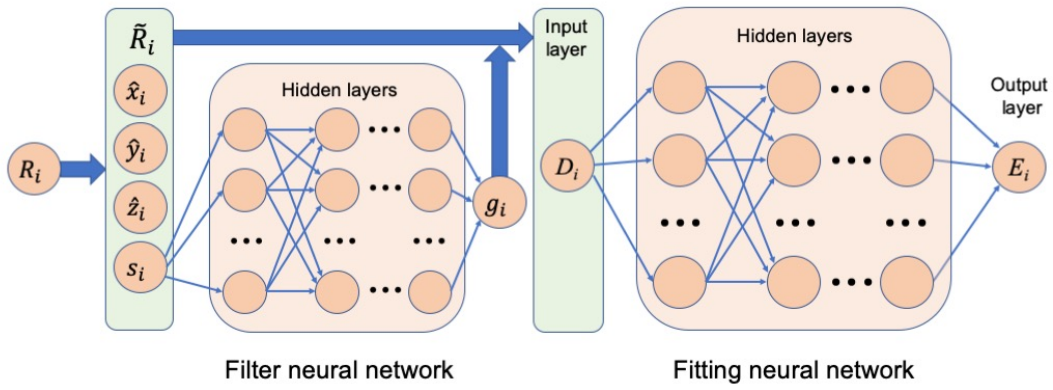 R̃ᵢ
x̂ᵢ
ŷᵢ
ẑᵢ
sᵢ
Rᵢ
Hidden layers
•••
•••
••• ••• •••
•••
gᵢ
Filter neural network
Input
layer
Dᵢ
Hidden layers
•••
•••
••• ••• •••
•••
Output
layer
Eᵢ
Fitting neural network